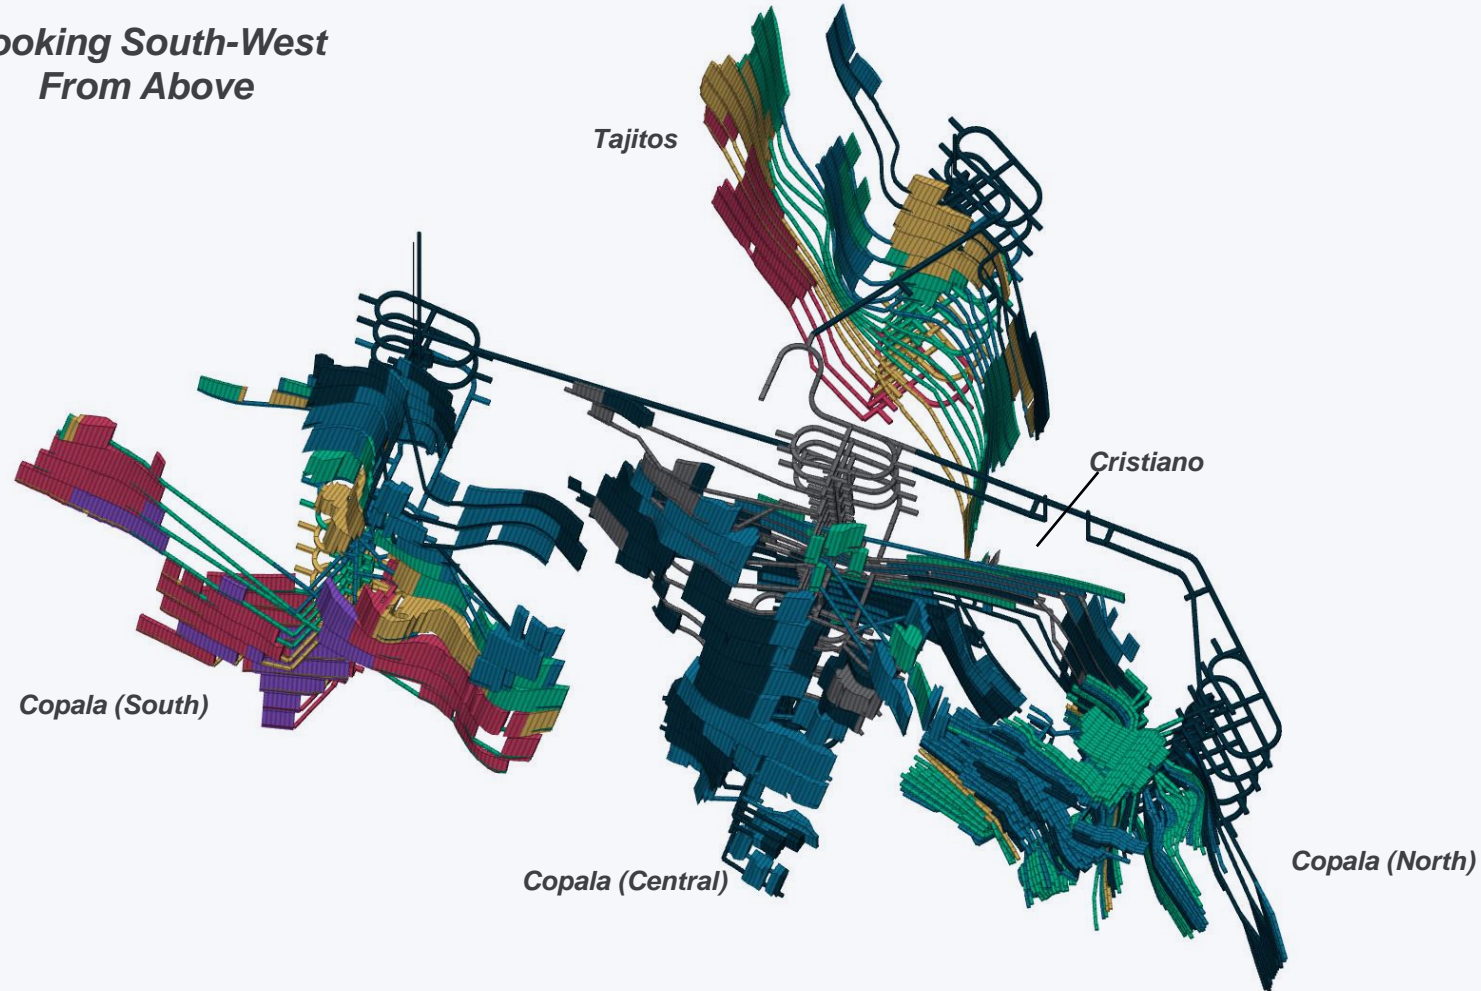 ooking South-West
From Above
Tajitos
Cristiano
Copala (South)
Copala (Central)
Copala (North)